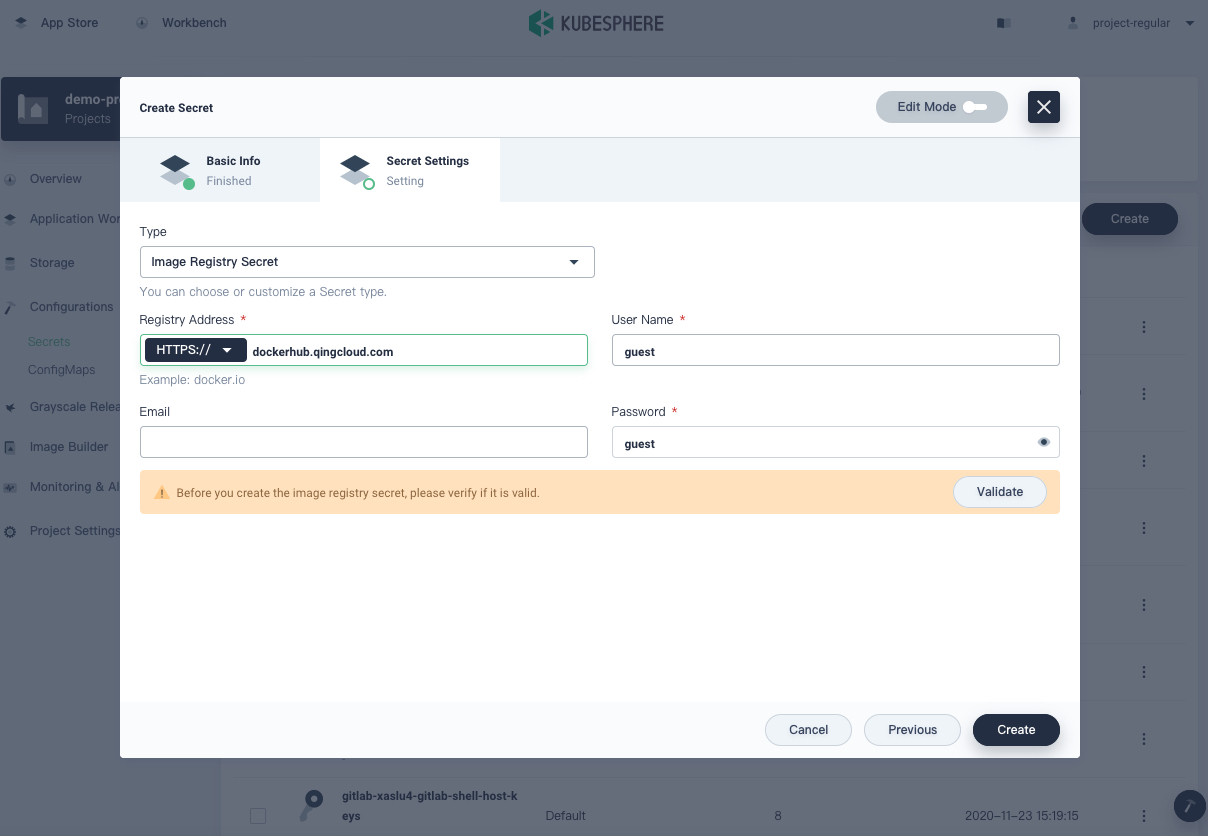 App Store
Workbench
KUBESPHERE
project-regular
demo-pr
Projects
Overview
Application Wor
Storage
Configurations
Secrets
ConfigMaps
Grayscale Relea
Image Builder
Monitoring & Al
Project Settings
Create
Create Secret
Edit Mode
Basic Info
Finished
Secret Settings
Setting
Type
Image Registry Secret
You can choose or customize a Secret type.
Registry Address *
User Name *
HTTPS:// dockerhub.qingcloud.com
guest
Example: docker.io
Email
Password *
guest
Before you create the image registry secret, please verify if it is valid.
Validate
Cancel
Previous
Create
gitlab-xaslu4-gitlab-shell-host-k
eys
Default
8
2020-11-23 15:19:15